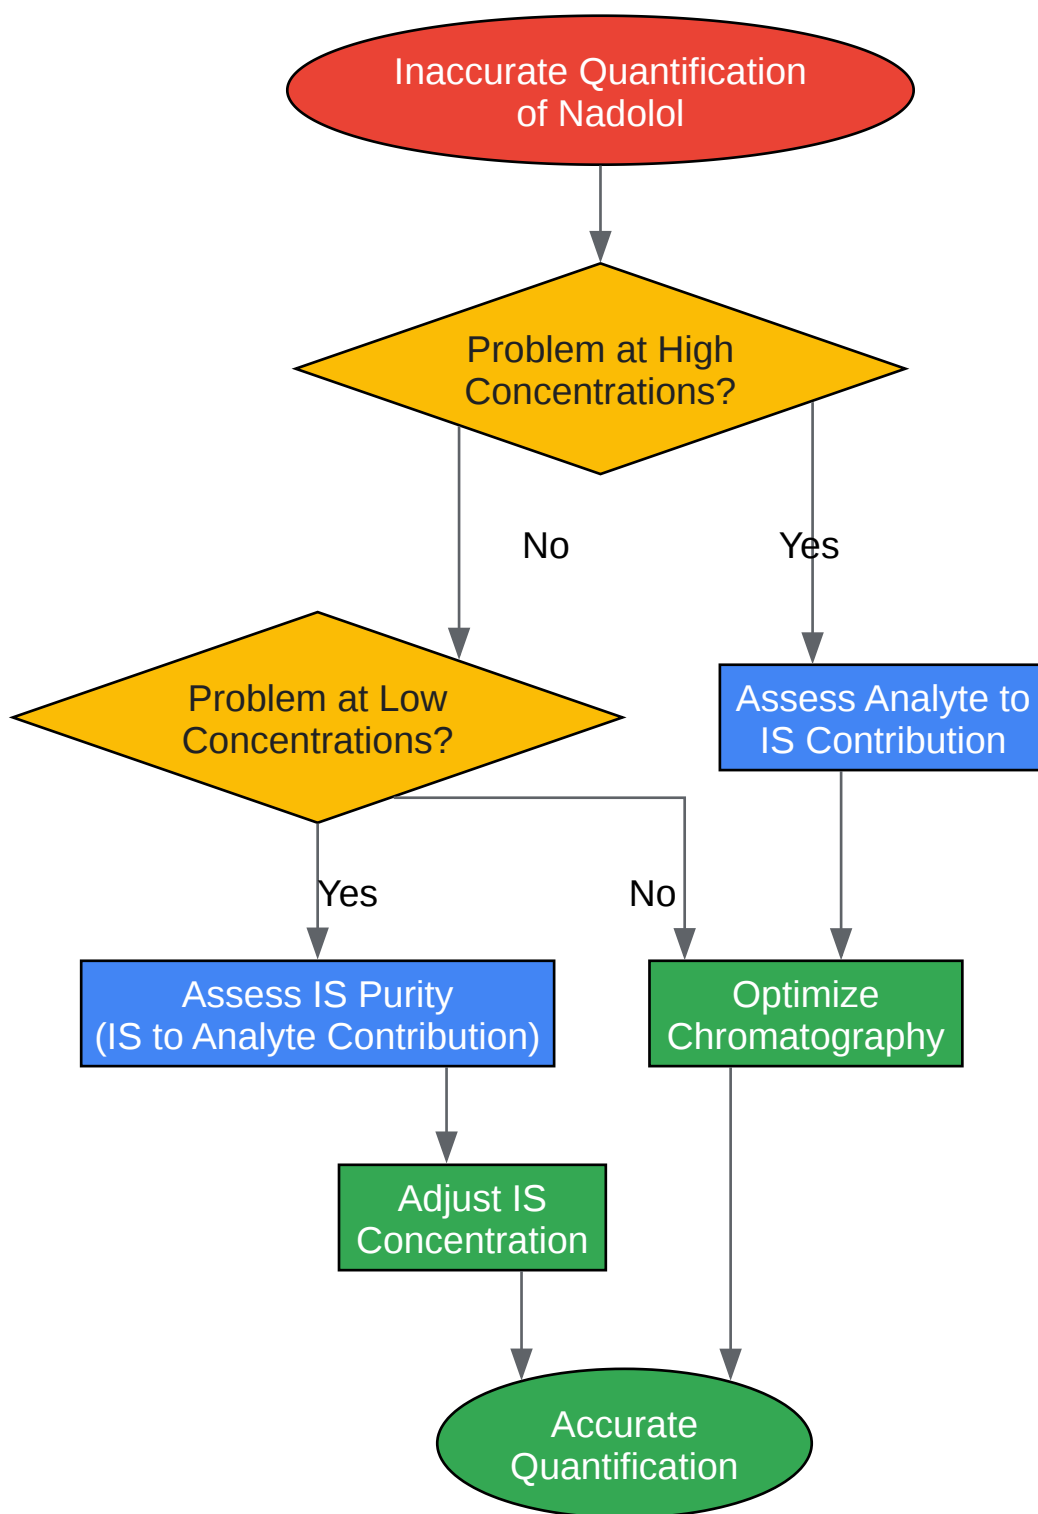 Inaccurate Quantification
of Nadolol
Problem at High
Concentrations?
No
Yes
Problem at Low
Concentrations?
Assess Analyte to
IS Contribution
Yes
No
Assess IS Purity
(IS to Analyte Contribution)
Optimize
Chromatography
Adjust IS
Concentration
Accurate
Quantification